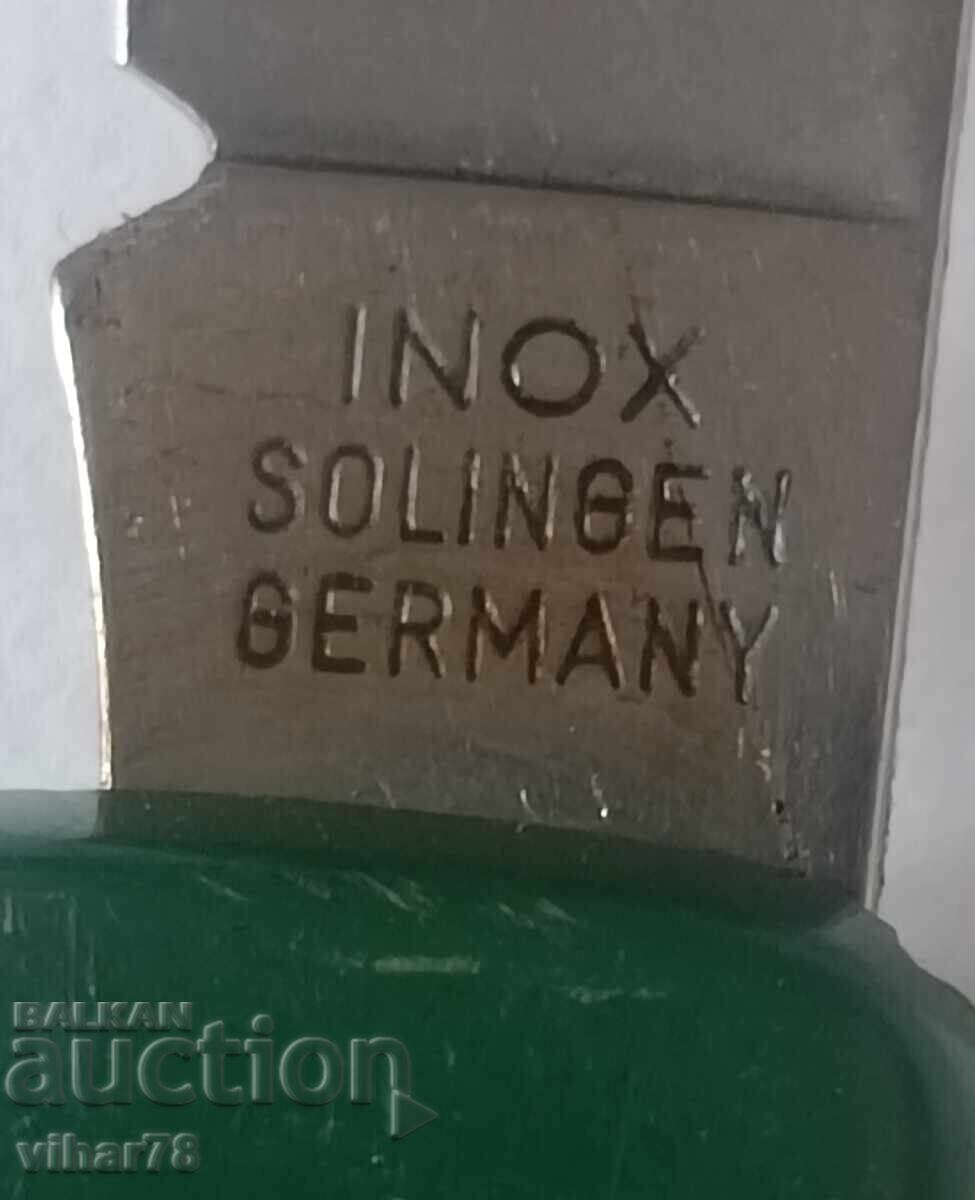 INOX
SOLINGEN
GERMANY
BALKAN
auction
vihar78